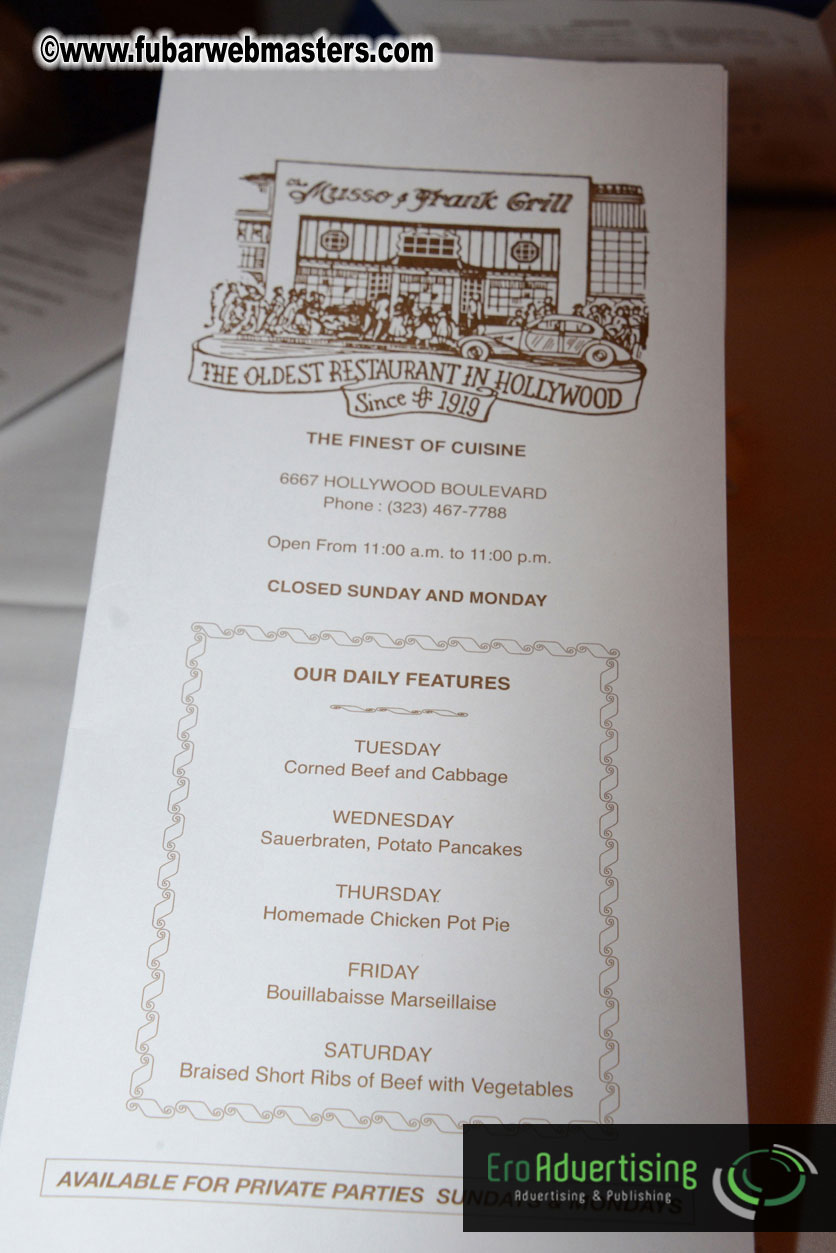 ©www.fubarwebmasters.com
The Musso & Frank Grill
THE OLDEST RESTAURANT IN HOLLYWOOD
Since 1919
THE FINEST OF CUISINE
6667 HOLLYWOOD BOULEVARD
Phone : (323) 467-7788
Open From 11:00 a.m. to 11:00 p.m.
CLOSED SUNDAY AND MONDAY
OUR DAILY FEATURES
TUESDAY
Corned Beef and Cabbage
WEDNESDAY
Sauerbraten, Potato Pancakes
THURSDAY
Homemade Chicken Pot Pie
FRIDAY
Bouillabaisse Marseillaise
SATURDAY
Braised Short Ribs of Beef with Vegetables
AVAILABLE FOR PRIVATE PARTIES SUNDAYS & MONDAYS
EroAdvertising
Advertising & Publishing